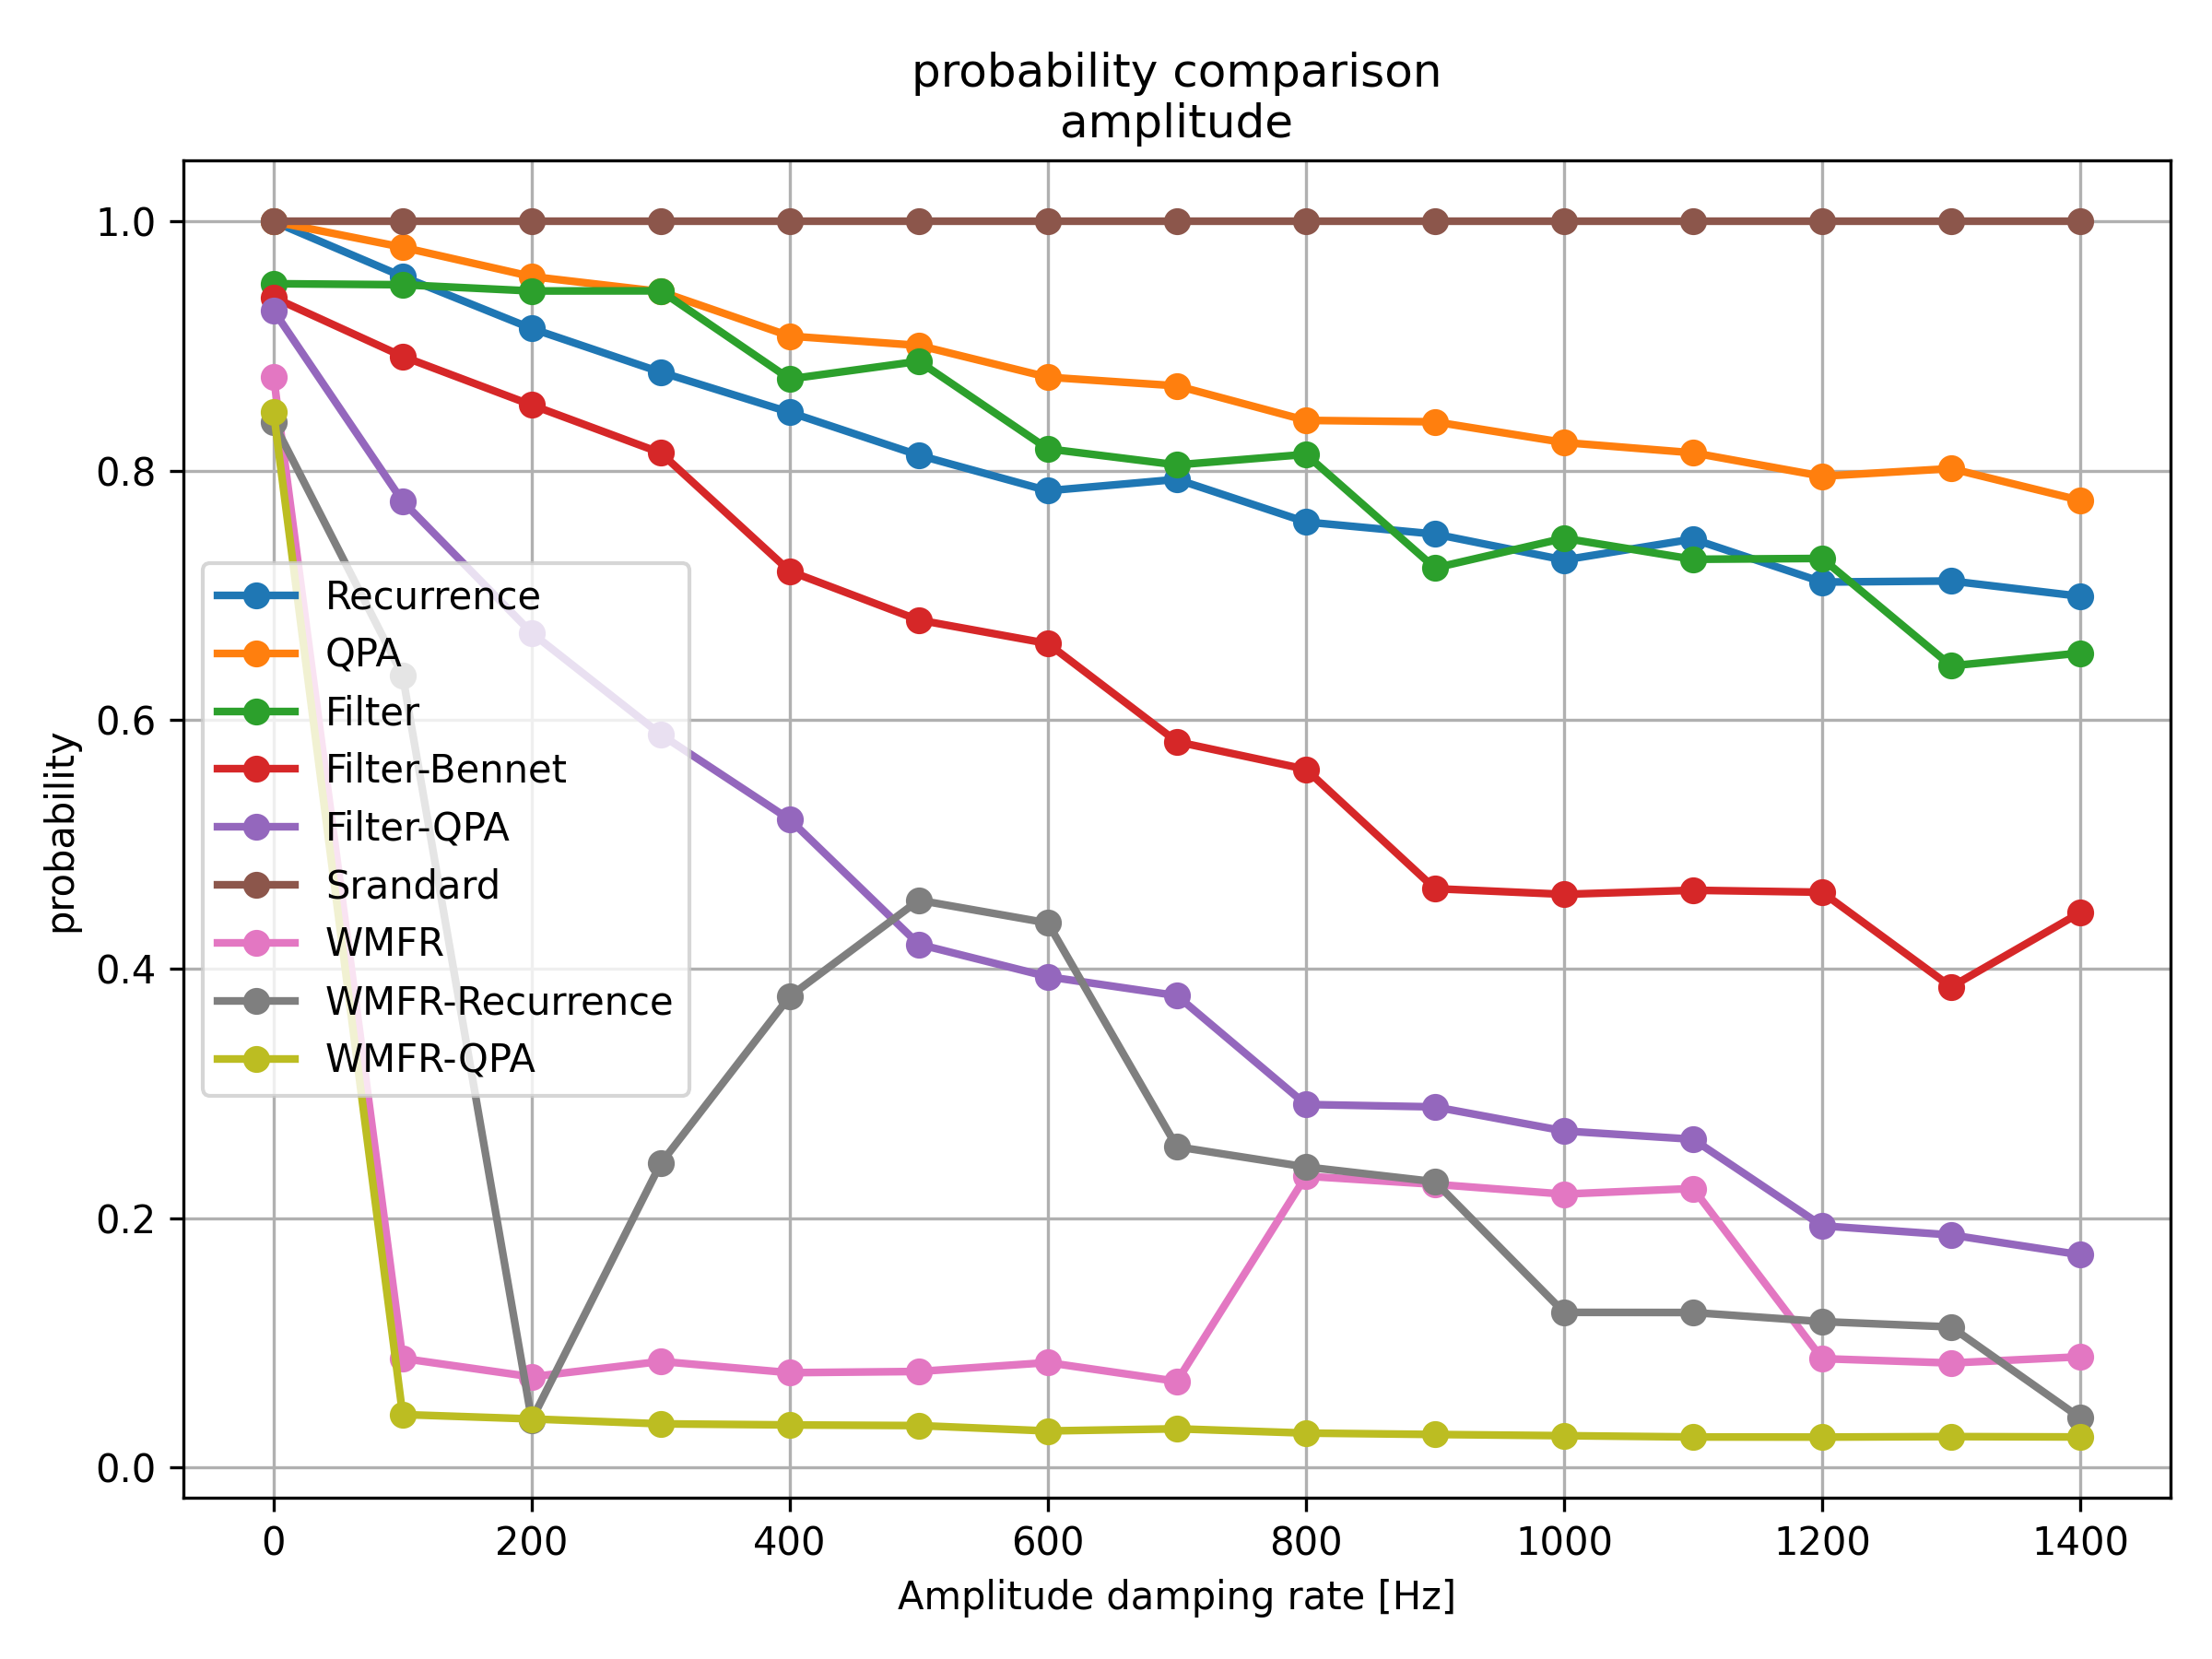 probability comparison
amplitude
1.0
0.8
0.6
0.4
0.2
0.0
probability
Recurrence
QPA
Filter
Filter-Bennet
Filter-QPA
Srandard
WMFR
WMFR-Recurrence
WMFR-QPA
0 200 400 600 800 1000 1200 1400
Amplitude damping rate [Hz]